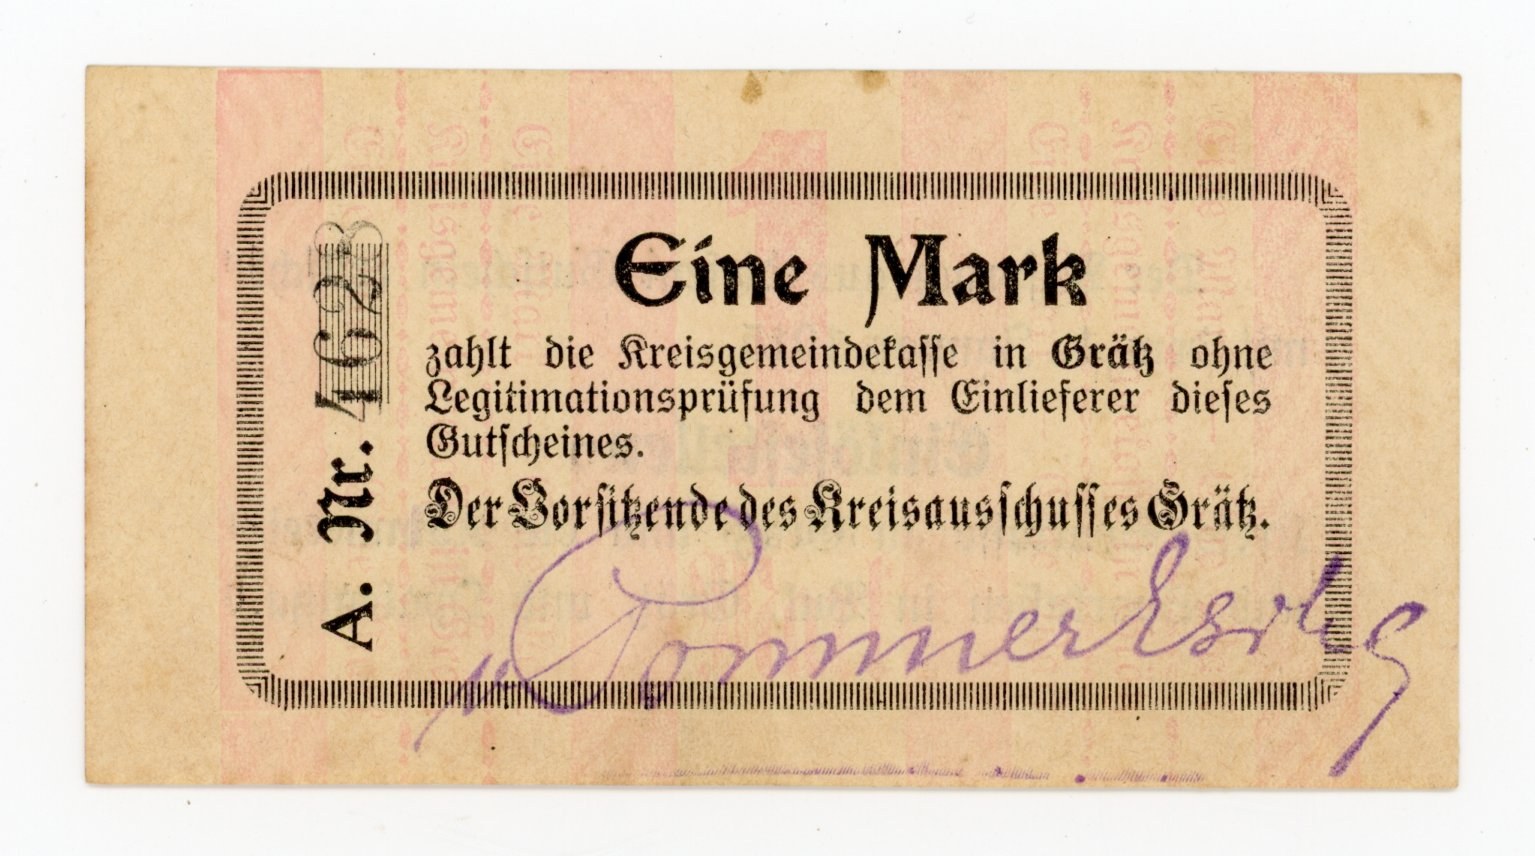 Eine Mark
zahlt die Kreisgemeindekasse in Grätz ohne
Legitimationsprüfung dem Einlieferer dieses
Gutscheines.
Der Vorsitzende des Kreisausschusses Grätz.
A. Nr. 4623